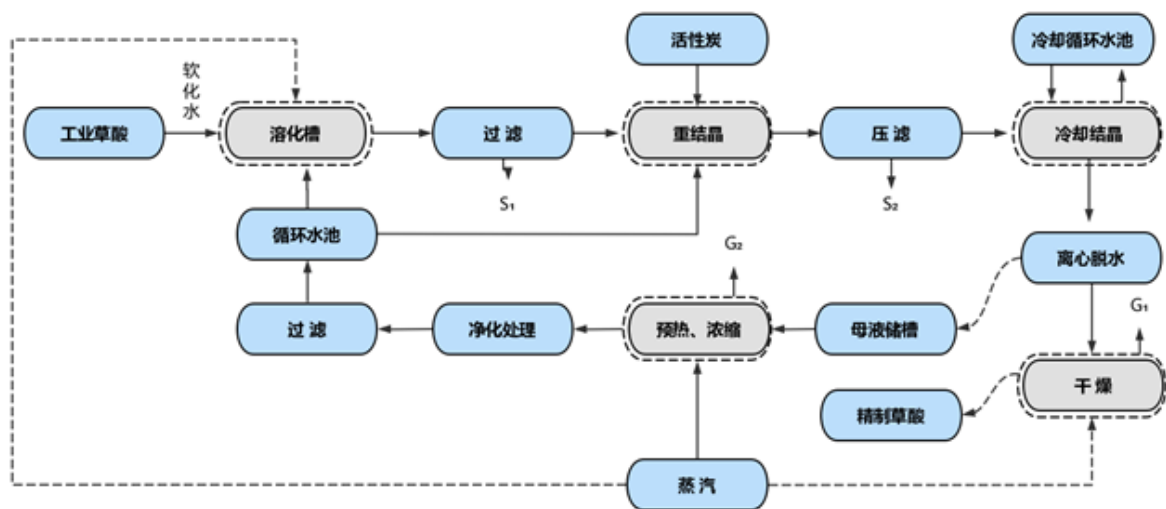 活性炭
冷却循环水池
软化水
工业草酸
溶化槽
过滤
重结晶
压滤
冷却结晶
S₁
S₂
循环水池
G₂
离心脱水
G₁
过滤
净化处理
预热、浓缩
母液储槽
干燥
精制草酸
蒸汽